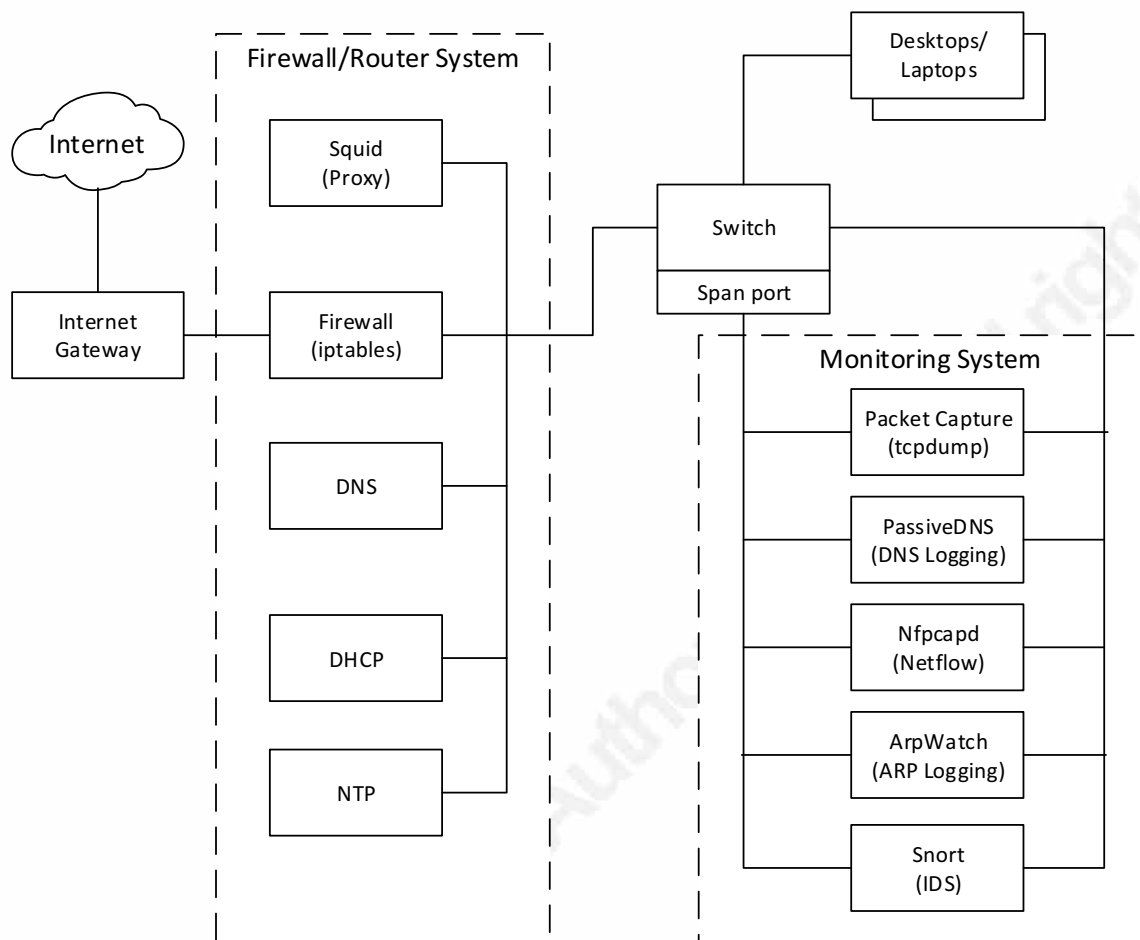 Firewall/Router System
Desktops/
Laptops
Internet
Squid
(Proxy)
Switch
Span port
Internet
Gateway
Firewall
(iptables)
Monitoring System
Packet Capture
(tcpdump)
DNS
PassiveDNS
(DNS Logging)
DHCP
Nfpcapd
(Netflow)
ArpWatch
(ARP Logging)
NTP
Snort
(IDS)